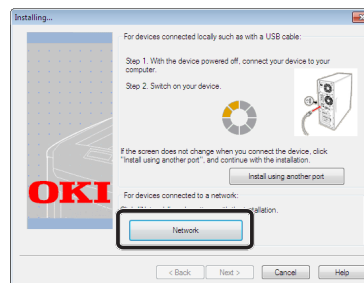 Installing...
For devices connected locally such as with a USB cable:
Step 1. With the device powered off, connect your device to your
computer.
Step 2. Switch on your device.
If the screen does not change when you connect the device, click
"Install using another port", and continue with the installation.
Install using another port
OKI
For devices connected to a network:
installation.
Network
< Back
Next >
Cancel
Help